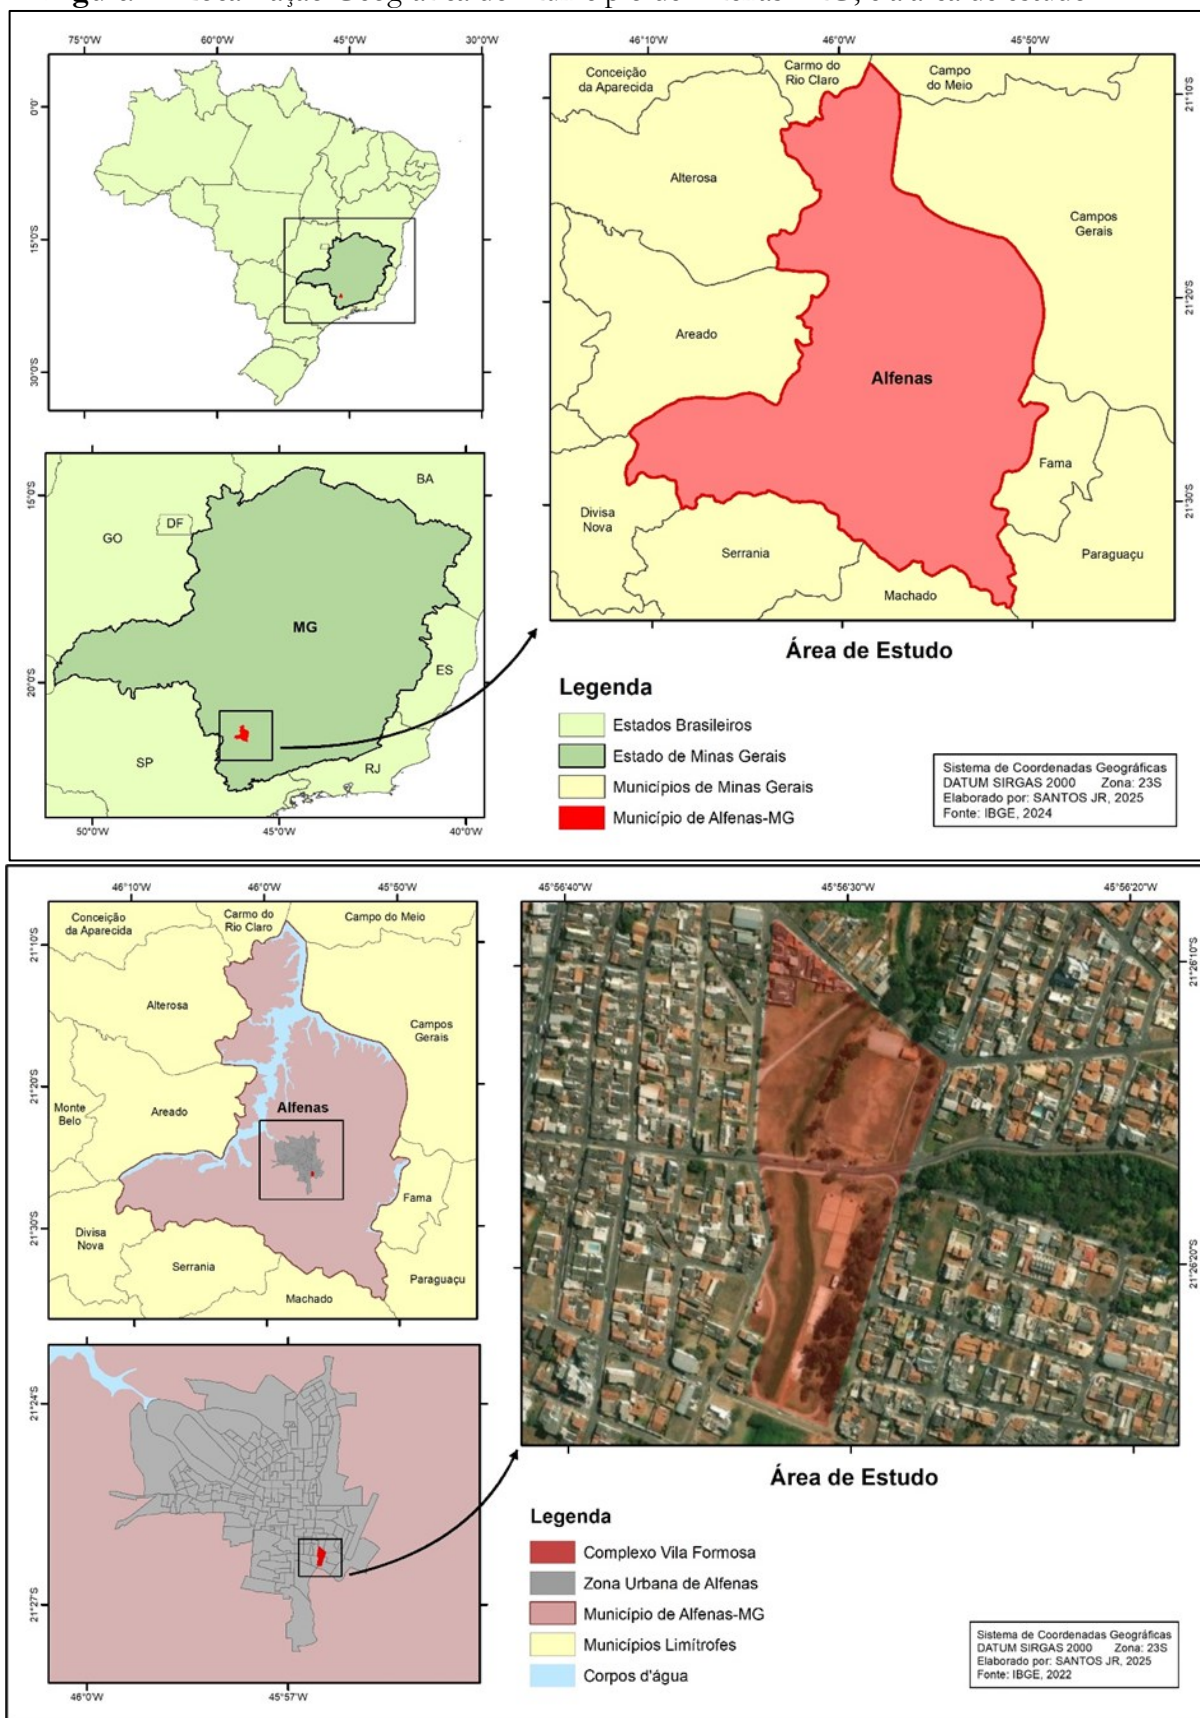 75°0'W 60°0'W 45°0'W 30°0'W
0°0'
15°0'S
30°0'S
46°10'W 46°0'W 45°50'W
Conceição
da Aparecida
Carmo do
Rio Claro
Campo
do Meio
21°10'S
Alterosa
Campos
Gerais
21°20'S
Areado
Alfenas
Fama
21°30'S
Divisa
Nova
Serrania
Paraguaçu
Machado
15°0'S
BA
DF
GO
MG
ES
20°0'S
SP
RJ
50°0'W 45°0'W 40°0'W
Área de Estudo
Legenda
Estados Brasileiros
Estado de Minas Gerais
Municípios de Minas Gerais
Município de Alfenas-MG
Sistema de Coordenadas Geográficas
DATUM SIRGAS 2000 Zona: 23S
Elaborado por: SANTOS JR, 2025
Fonte: IBGE, 2024
46°10'W 46°0'W 45°50'W
Conceição
da Aparecida
Carmo do
Rio Claro
Campo do Meio
21°10'S
Alterosa
Campos
Gerais
21°20'S
Monte
Belo
Areado
Alfenas
Fama
21°30'S
Divisa
Nova
Serrania
Paraguaçu
Machado
45°56'40"W 45°56'30"W 45°56'20"W
21°26'10"S
21°26'20"S
21°24'S
21°27'S
46°0'W 45°57'W
Área de Estudo
Legenda
Complexo Vila Formosa
Zona Urbana de Alfenas
Município de Alfenas-MG
Municípios Limítrofes
Corpos d'água
Sistema de Coordenadas Geográficas
DATUM SIRGAS 2000 Zona: 23S
Elaborado por: SANTOS JR, 2025
Fonte: IBGE, 2022